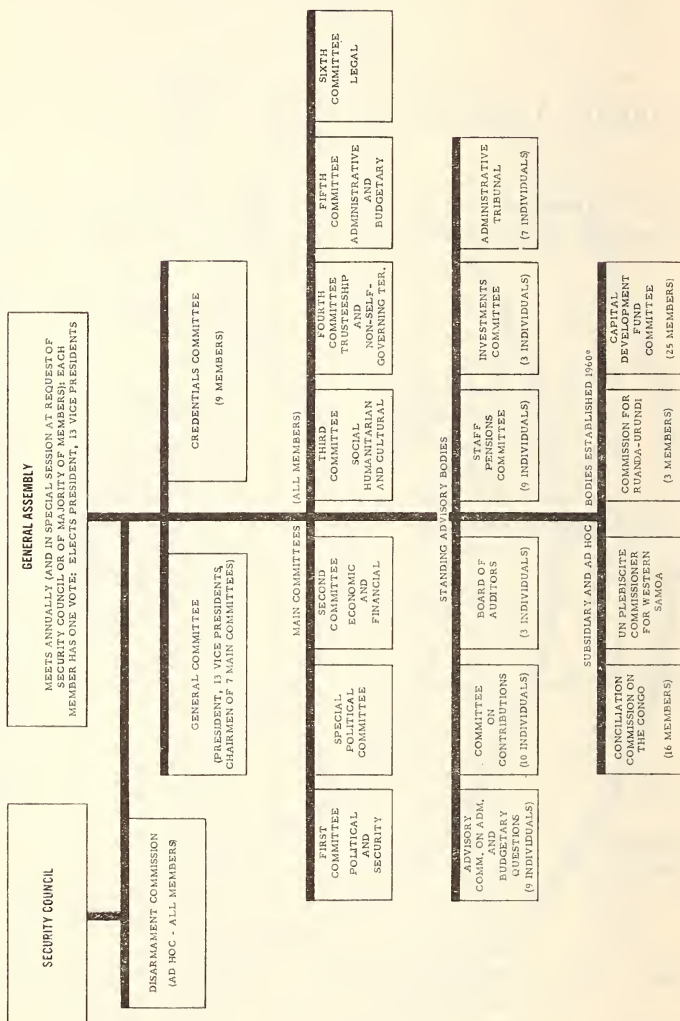 SECURITY COUNCIL
GENERAL ASSEMBLY
MEETS ANNUALLY (AND IN SPECIAL SESSION AT REQUEST OF
SECURITY COUNCIL OR OF MAJORITY OF MEMBERS): EACH
MEMBER HAS ONE VOTE: ELECTS PRESIDENT, 13 VICE PRESIDENTS
DISARMAMENT COMMISSION
(AD HOC - ALL MEMBERS)
GENERAL COMMITTEE
(PRESIDENT, 13 VICE PRESIDENTS,
CHAIRMEN OF 7 MAIN COMMITTEES)
CREDENTIALS COMMITTEE
(9 MEMBERS)
MAIN COMMITTEES (ALL MEMBERS)
FIRST
COMMITTEE
POLITICAL
AND
SECURITY
SPECIAL
POLITICAL
COMMITTEE
SECOND
COMMITTEE
ECONOMIC
AND
FINANCIAL
THIRD
COMMITTEE
SOCIAL
HUMANITARIAN
AND CULTURAL
FOURTH
COMMITTEE
TRUSTEESHIP
AND
NON-SELF-
GOVERNING TER.
FIFTH
COMMITTEE
ADMINISTRATIVE
AND
BUDGETARY
SIXTH
COMMITTEE
LEGAL
STANDING ADVISORY BODIES
ADVISORY
COMM. ON ADM.
AND
BUDGETARY
QUESTIONS
(9 INDIVIDUALS)
COMMITTEE
ON
CONTRIBUTIONS
(10 INDIVIDUALS)
BOARD OF
AUDITORS
(3 INDIVIDUALS)
STAFF
PENSIONS
COMMITTEE
(9 INDIVIDUALS)
INVESTMENTS
COMMITTEE
(3 INDIVIDUALS)
ADMINISTRATIVE
TRIBUNAL
(7 INDIVIDUALS)
SUBSIDIARY AND AD HOC BODIES ESTABLISHED 1960*
CONCILIATION
COMMISSION ON
THE CONGO
(16 MEMBERS)
UN PLEBISCITE
COMMISSIONER
FOR WESTERN
SAMOA
COMMISSION FOR
RUANDA-URUNDI
(3 MEMBERS)
CAPITAL
DEVELOPMENT
FUND
COMMITTEE
(25 MEMBERS)